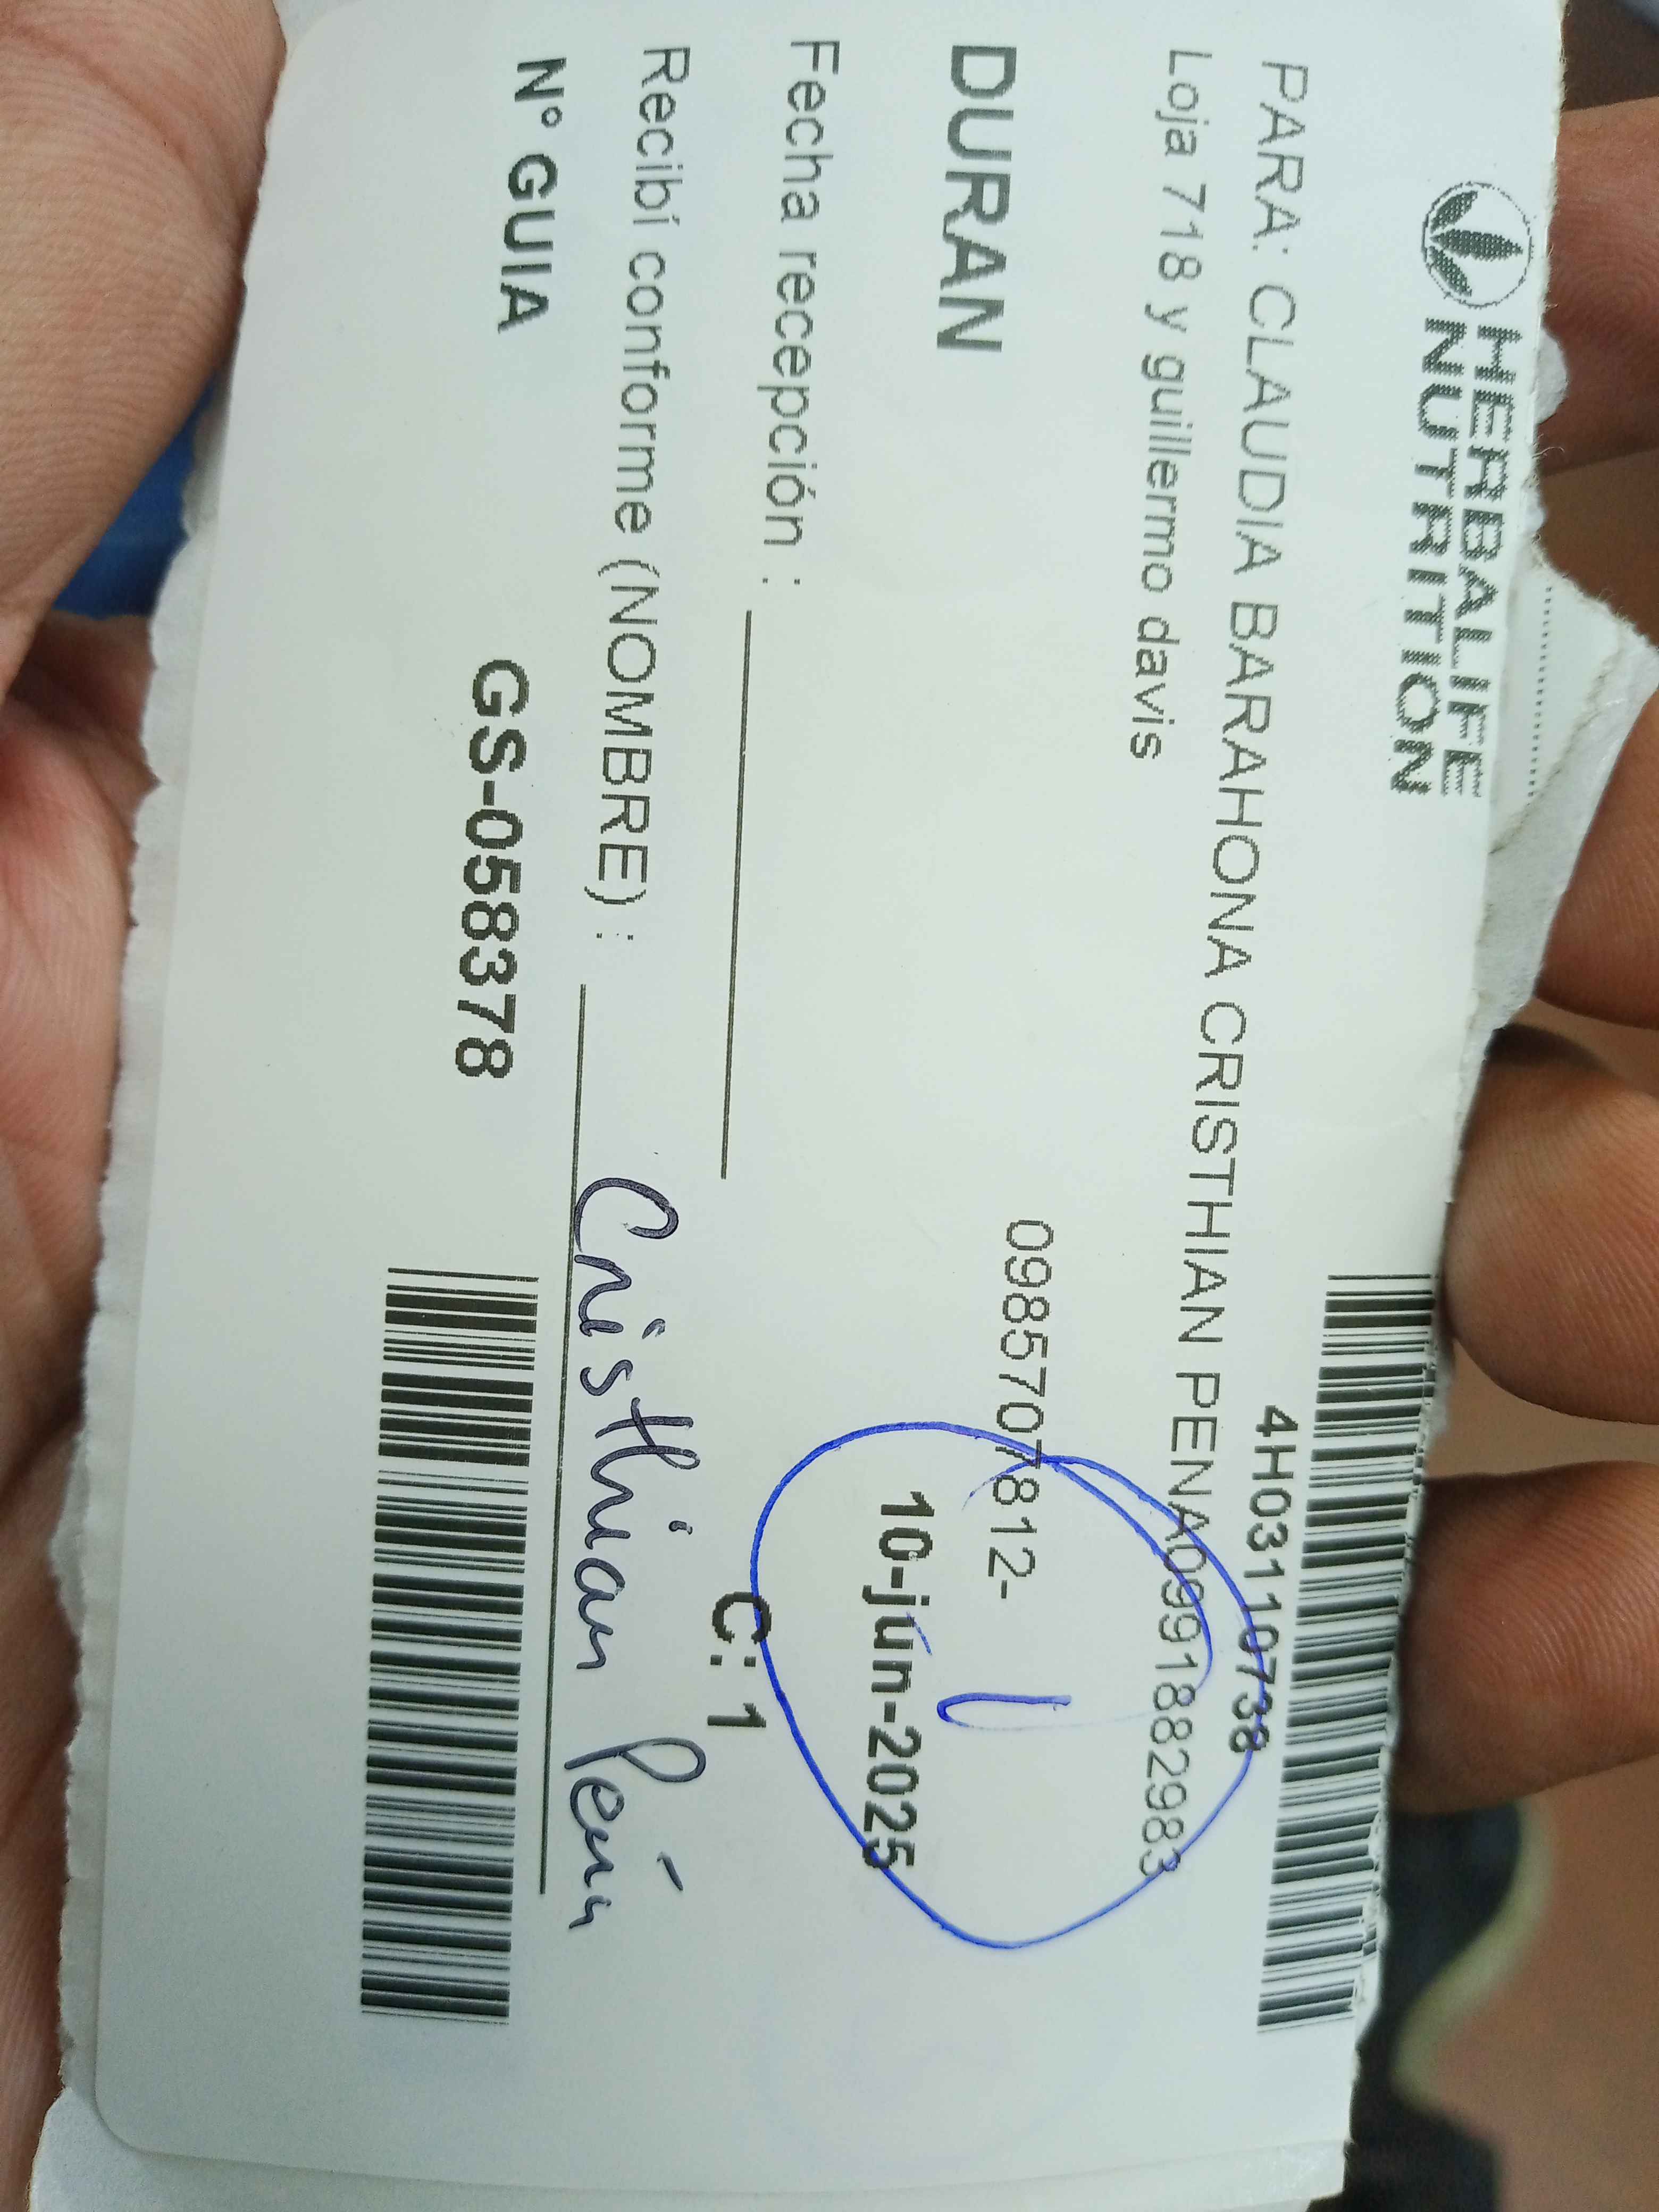 HERBALIFE
NUTRITION
4H03110738
PARA: CLAUDIA BARAHONA CRISTHIAN PENA0991882983
Loja 718 y guillermo davis
0985707812-
DURAN
10-jun-2025
Fecha recepción :
C: 1
Recibí conforme (NOMBRE) : Cristhian Peña
N° GUIA GS-058378